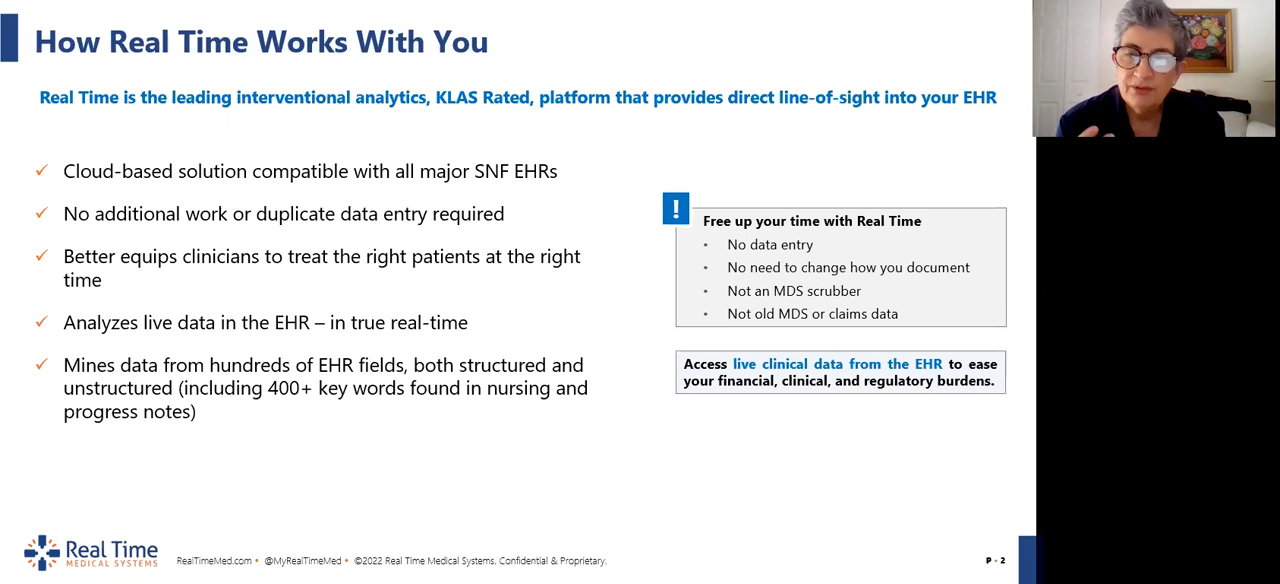 How Real Time Works With You
Real Time is the leading interventional analytics, KLAS Rated, platform that provides direct line-of-sight into your EHR
✓ Cloud-based solution compatible with all major SNF EHRs
✓ No additional work or duplicate data entry required
✓ Better equips clinicians to treat the right patients at the right
time
✓ Analyzes live data in the EHR – in true real-time
✓ Mines data from hundreds of EHR fields, both structured and
unstructured (including 400+ key words found in nursing and
progress notes)
!
Free up your time with Real Time
• No data entry
• No need to change how you document
• Not an MDS scrubber
• Not old MDS or claims data
Access live clinical data from the EHR to ease
your financial, clinical, and regulatory burdens.
Real Time
MEDICAL SYSTEMS
RealTimeMed.com • @MyRealTimeMed • ©2022 Real Time Medical Systems. Confidential & Proprietary.
P - 2